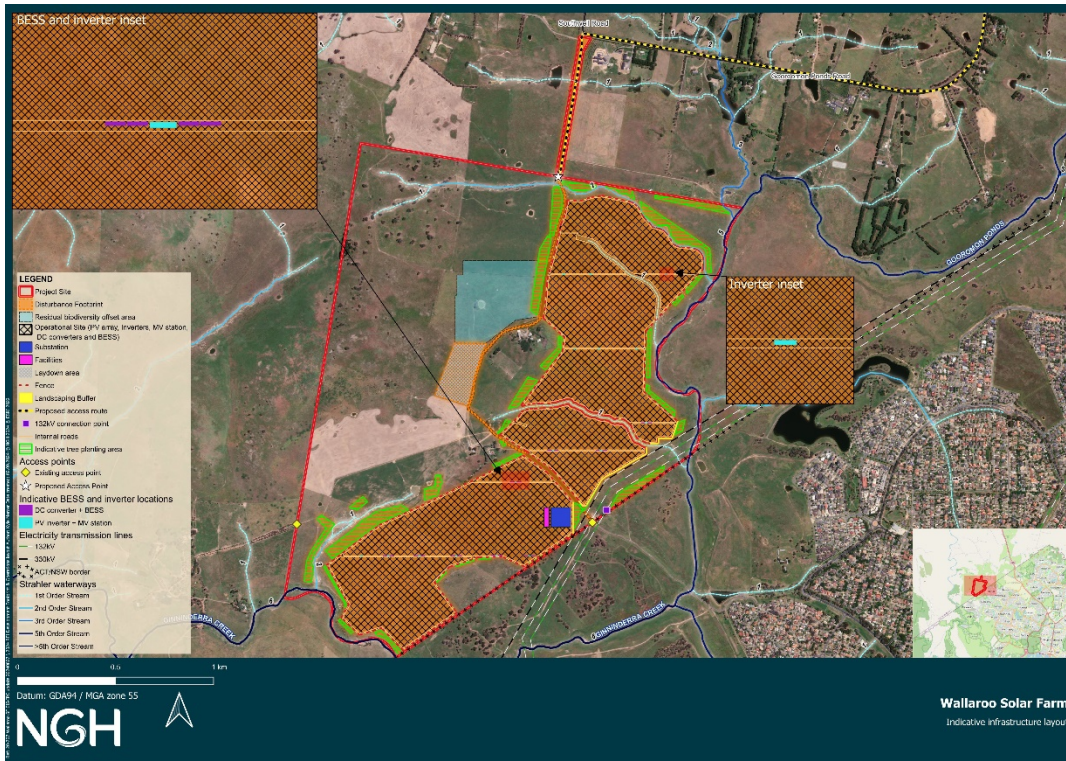 BESS and inverter inset
Southwell Road
Gooromon Ponds Road
GOOROMON PONDS
Inverter inset
GINNINDERRA CREEK
GINNINDERRA CREEK
LEGEND
Project Site
Disturbance Footprint
Residual biodiversity offset area
Operational Site (PV array, Inverters, MV station,
DC converters and BESS)
Substation
Facilities
Laydown area
Fence
Landscaping Buffer
Proposed access route
132kV connection point
Internal roads
Indicative tree planting area
Access points
Existing access point
Proposed Access Point
Indicative BESS and inverter locations
DC converter + BESS
PV inverter + MV station
Electricity transmission lines
132kV
330kV
ACT/NSW border
Strahler waterways
1st Order Stream
2nd Order Stream
3rd Order Stream
5th Order Stream
>6th Order Stream
0 0.5 1 km
Datum: GDA94 / MGA zone 55
NGH
Wallaroo Solar Farm
Indicative infrastructure layout